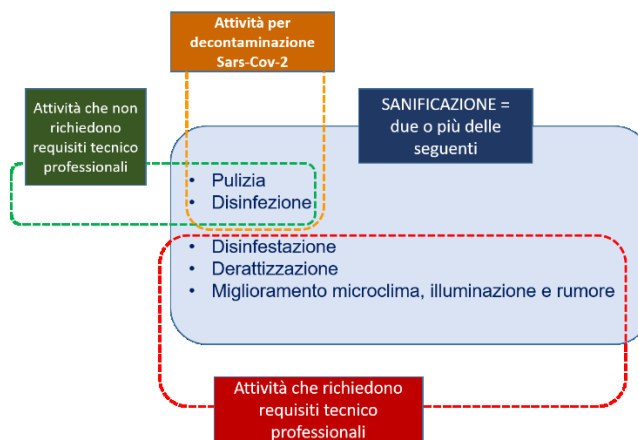 Attività per
decontaminazione
Sars-Cov-2
Attività che non
richiedono
requisiti tecnico
professionali
SANIFICAZIONE =
due o più delle
seguenti
• Pulizia
• Disinfezione
• Disinfestazione
• Derattizzazione
• Miglioramento microclima, illuminazione e rumore
Attività che richiedono
requisiti tecnico
professionali